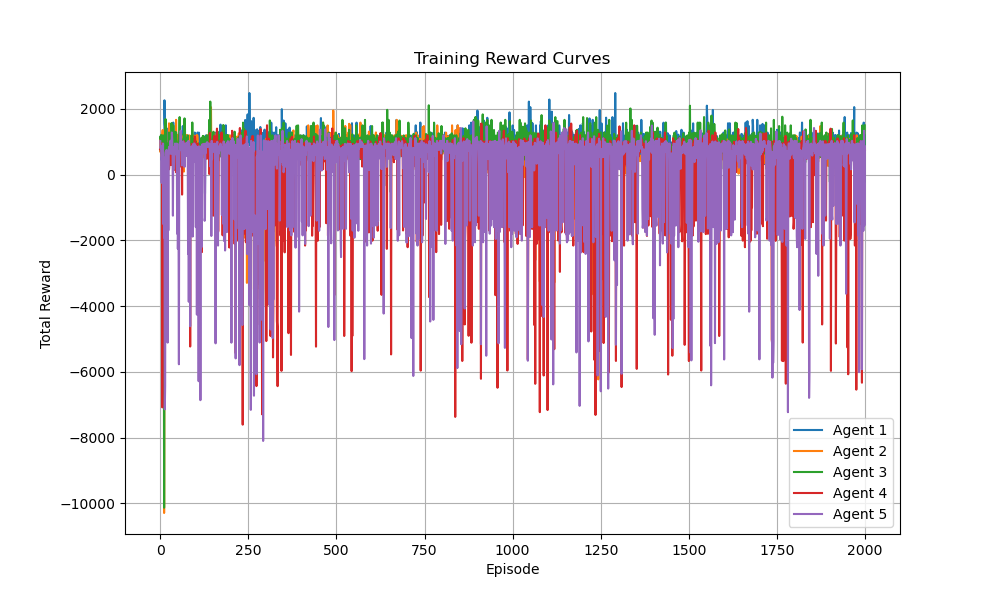 Training Reward Curves
Total Reward
2000
0
−2000
−4000
−6000
−8000
−10000
0
250
500
750
1000
1250
1500
1750
2000
Episode
Agent 1
Agent 2
Agent 3
Agent 4
Agent 5